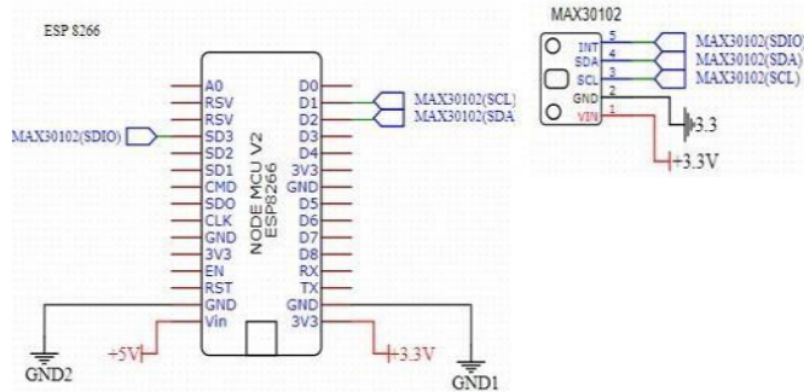 ESP 8266
MAX30102(SDIO)
A0
RSV
RSV
SD3
SD2
SD1
CMD
SDO
CLK
GND
3V3
EN
RST
GND
Vin
NODE MCU V2
ESP8266
D0
D1
D2
D3
D4
3V3
GND
D5
D6
D7
D8
RX
TX
GND
3V3
MAX30102(SCL)
MAX30102(SDA
+5V
GND2
+3.3V
GND1
MAX30102
INT 5 MAX30102(SDIO)
SDA 4 MAX30102(SDA)
SCL 3 MAX30102(SCL)
GND 2
VIN 1
3.3
+3.3V